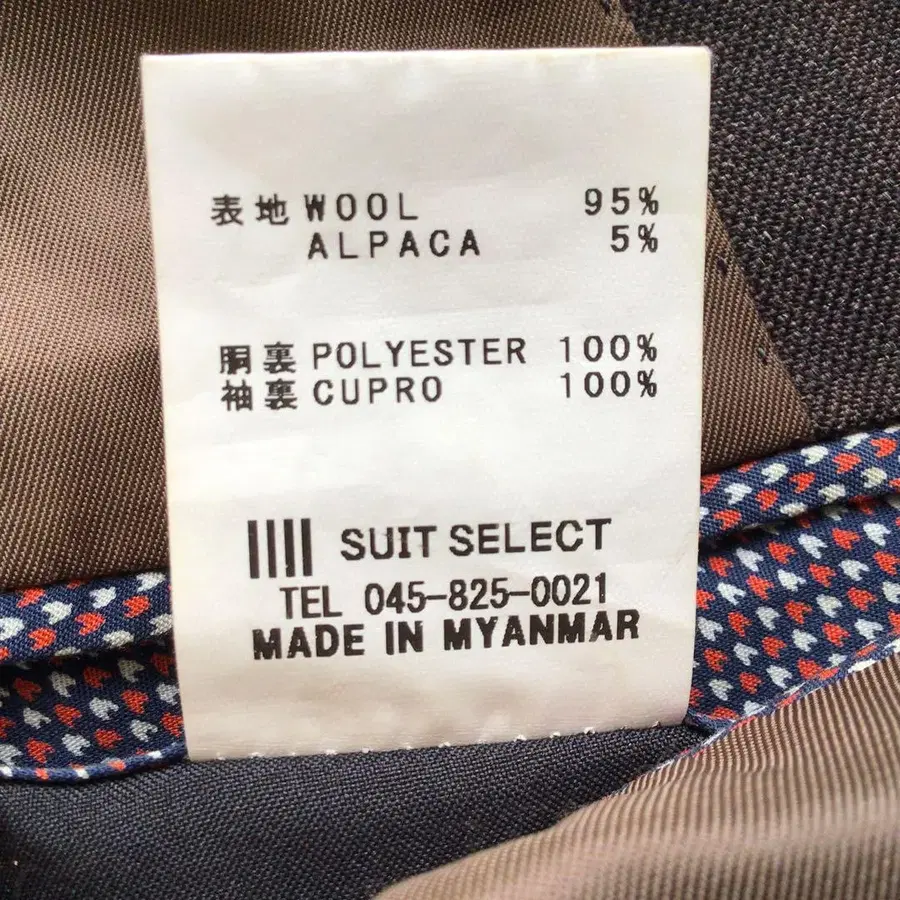 表地 WOOL 95%
ALPACA 5%
胴裏 POLYESTER 100%
袖裏 CUPRO 100%
SUIT SELECT
TEL 045-825-0021
MADE IN MYANMAR